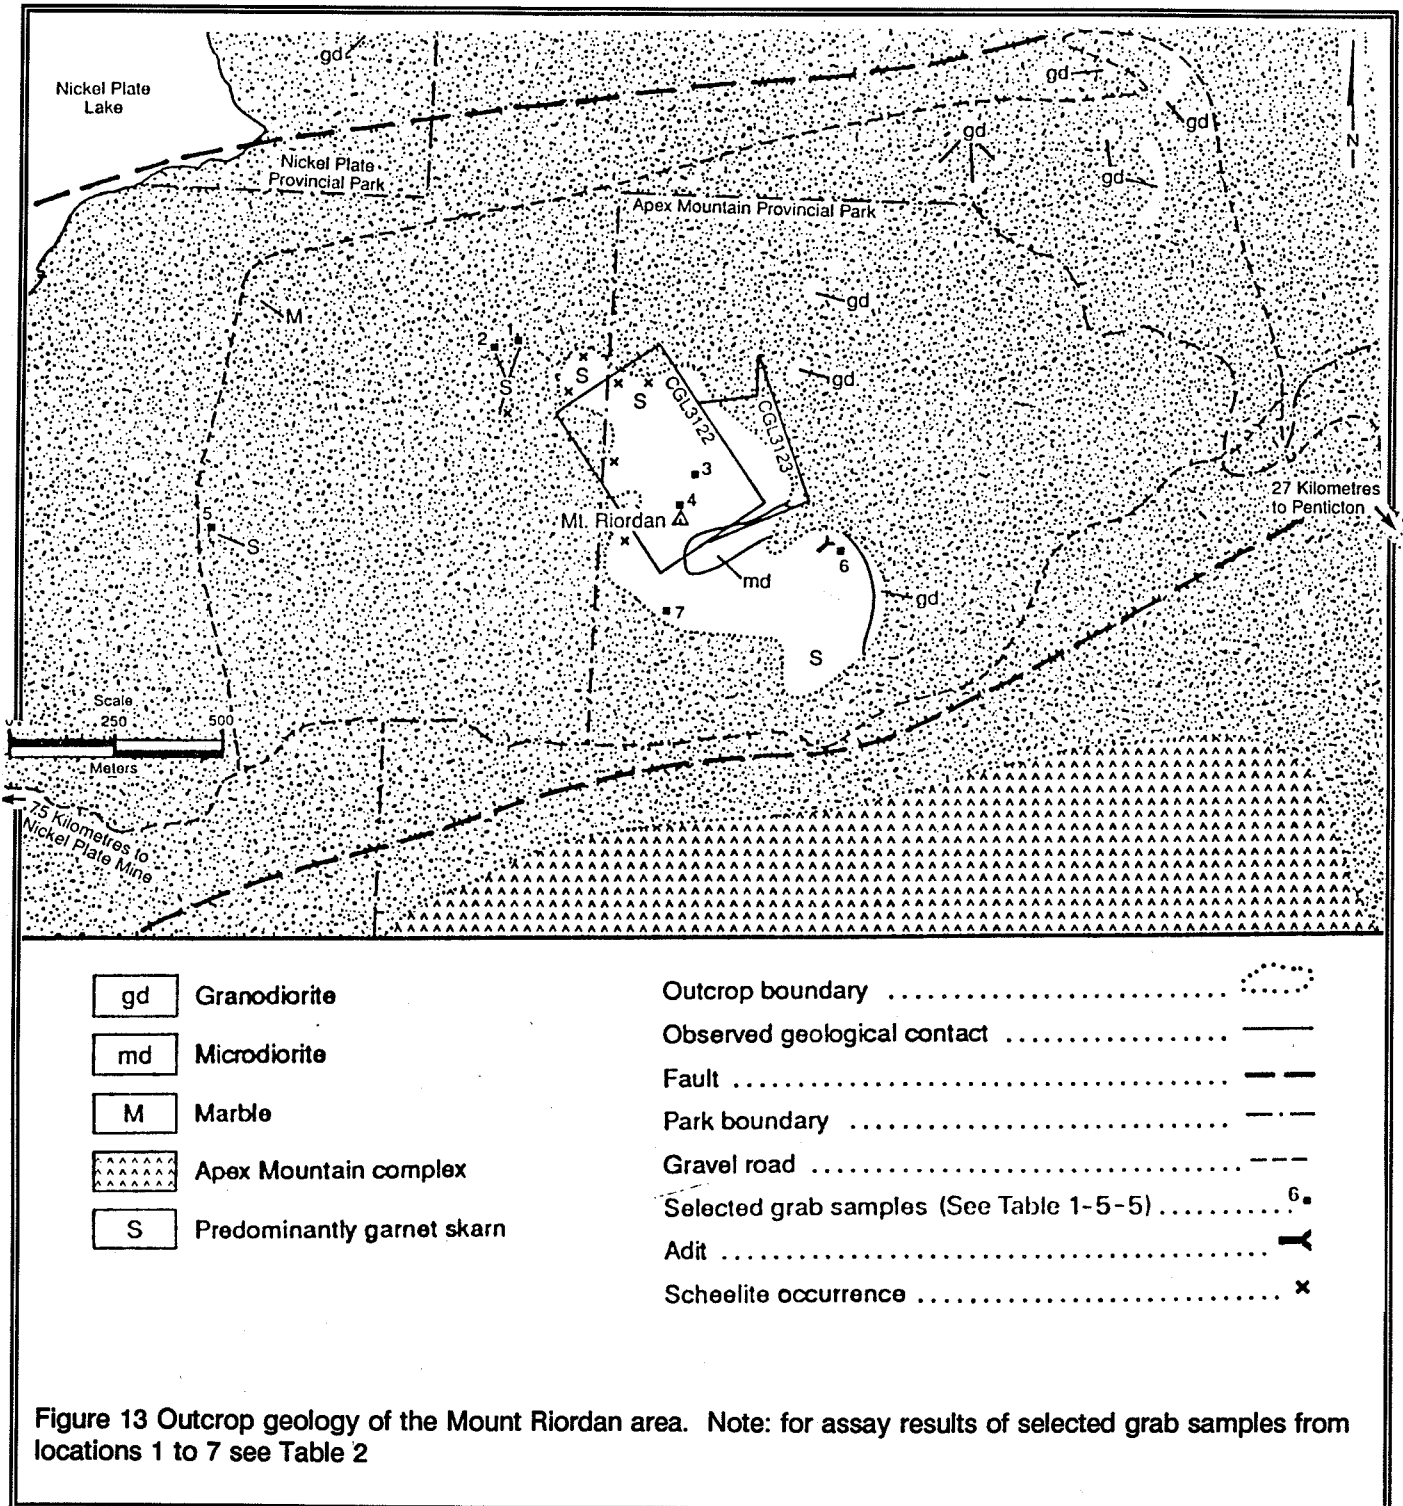 gd
Nickel Plate
Lake
gd
gd
gd
N
Nickel Plate
Provincial Park
gd
Apex Mountain Provincial Park
gd
M
1
2
S
S
S
gd
CGL3122
CGL3123
3
4
Mt. Riordan
5
S
27 Kilometres
to Penticton
6
md
gd
7
S
Scale
0 250 500
Meters
75 Kilometres to
Nickel Plate Mine
gd Granodiorite
md Microdiorite
M Marble
Apex Mountain complex
S Predominantly garnet skarn
Outcrop boundary
Observed geological contact
Fault
Park boundary
Gravel road
Selected grab samples (See Table 1-5-5) 6
Adit
Scheelite occurrence
Figure 13 Outcrop geology of the Mount Riordan area. Note: for assay results of selected grab samples from
locations 1 to 7 see Table 2